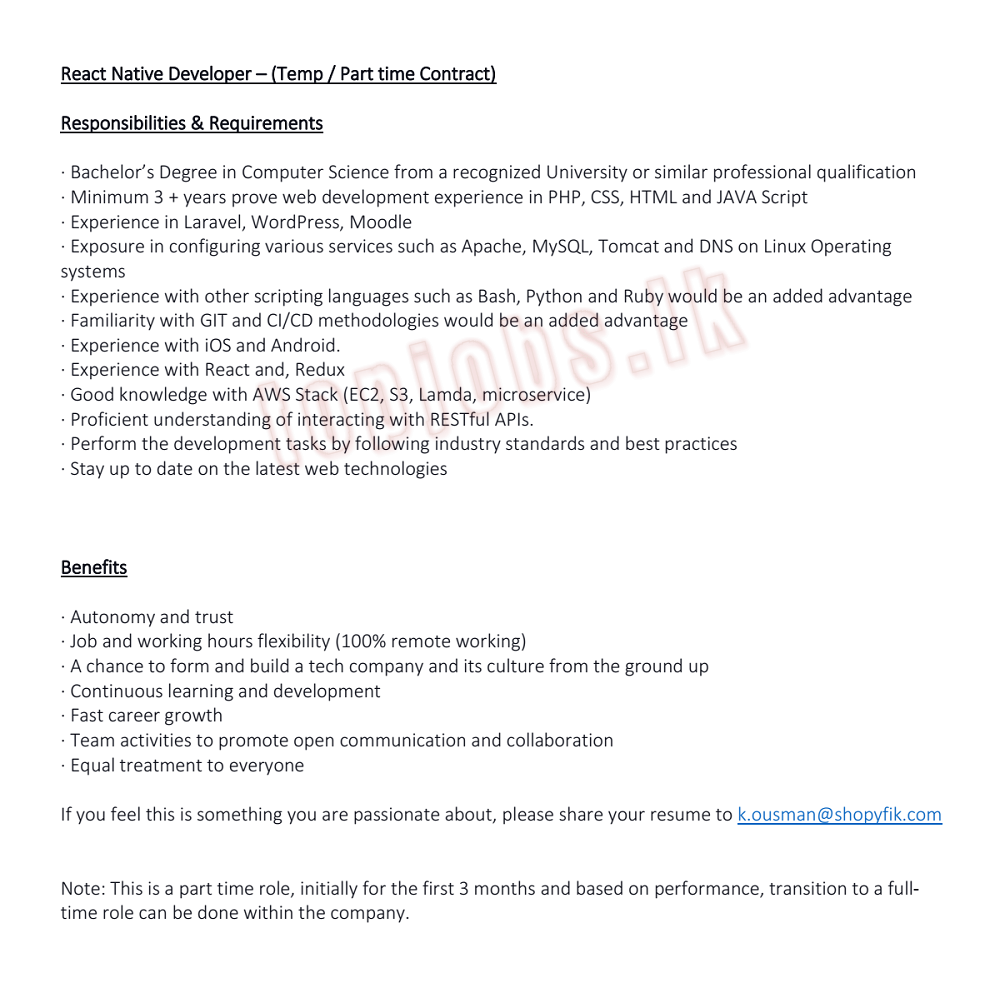 React Native Developer – (Temp / Part time Contract)
Responsibilities & Requirements
· Bachelor’s Degree in Computer Science from a recognized University or similar professional qualification
· Minimum 3 + years prove web development experience in PHP, CSS, HTML and JAVA Script
· Experience in Laravel, WordPress, Moodle
· Exposure in configuring various services such as Apache, MySQL, Tomcat and DNS on Linux Operating
systems
· Experience with other scripting languages such as Bash, Python and Ruby would be an added advantage
· Familiarity with GIT and CI/CD methodologies would be an added advantage
· Experience with iOS and Android.
· Experience with React and, Redux
· Good knowledge with AWS Stack (EC2, S3, Lamda, microservice)
· Proficient understanding of interacting with RESTful APIs.
· Perform the development tasks by following industry standards and best practices
· Stay up to date on the latest web technologies
topjobs.lk
Benefits
· Autonomy and trust
· Job and working hours flexibility (100% remote working)
· A chance to form and build a tech company and its culture from the ground up
· Continuous learning and development
· Fast career growth
· Team activities to promote open communication and collaboration
· Equal treatment to everyone
If you feel this is something you are passionate about, please share your resume to k.ousman@shopyfik.com
Note: This is a part time role, initially for the first 3 months and based on performance, transition to a full-
time role can be done within the company.